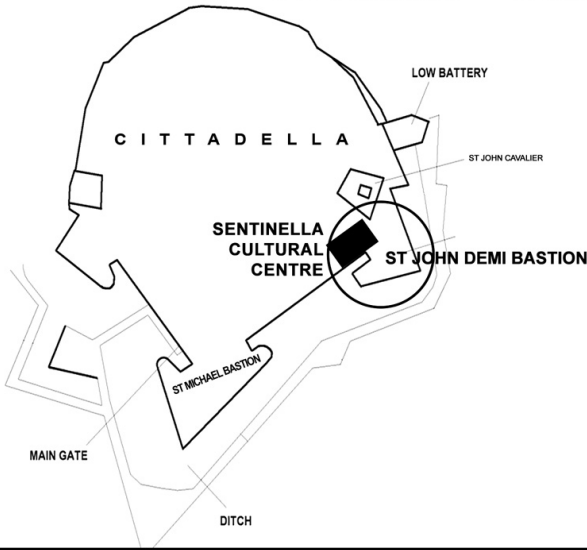 LOW BATTERY
CITTADELLA
ST JOHN CAVALIER
SENTINELLA
CULTURAL
CENTRE
ST JOHN DEMI BASTION
ST MICHAEL BASTION
MAIN GATE
DITCH